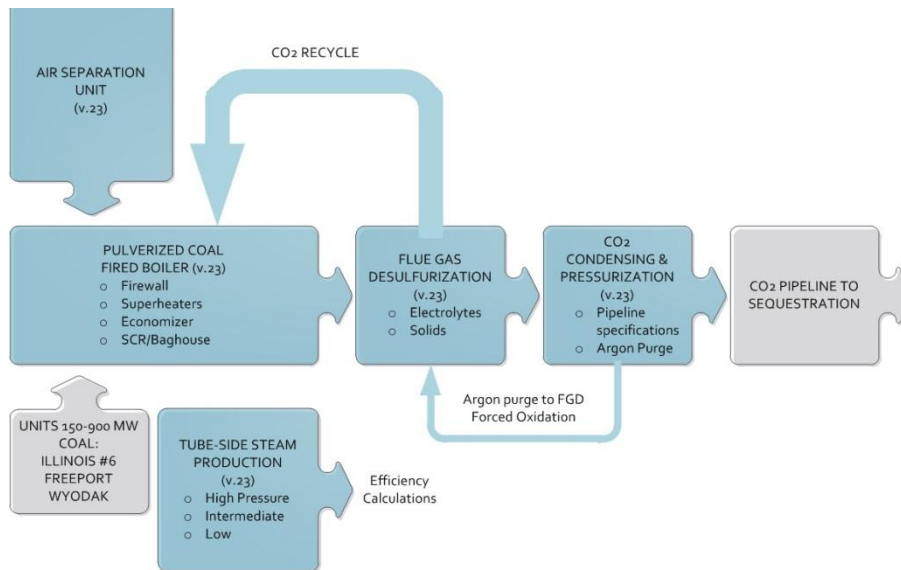 CO2 RECYCLE
AIR SEPARATION
UNIT
(v.23)
PULVERIZED COAL
FIRED BOILER (v.23)
o Firewall
o Superheaters
o Economizer
o SCR/Baghouse
FLUE GAS
DESULFURIZATION
(v.23)
o Electrolytes
o Solids
CO2
CONDENSING &
PRESSURIZATION
(v.23)
o Pipeline
specifications
o Argon Purge
CO2 PIPELINE TO
SEQUESTRATION
Argon purge to FGD
Forced Oxidation
UNITS 150-900 MW
COAL:
ILLINOIS #6
FREEPORT
WYODAK
TUBE-SIDE STEAM
PRODUCTION
(v.23)
o High Pressure
o Intermediate
o Low
Efficiency
Calculations